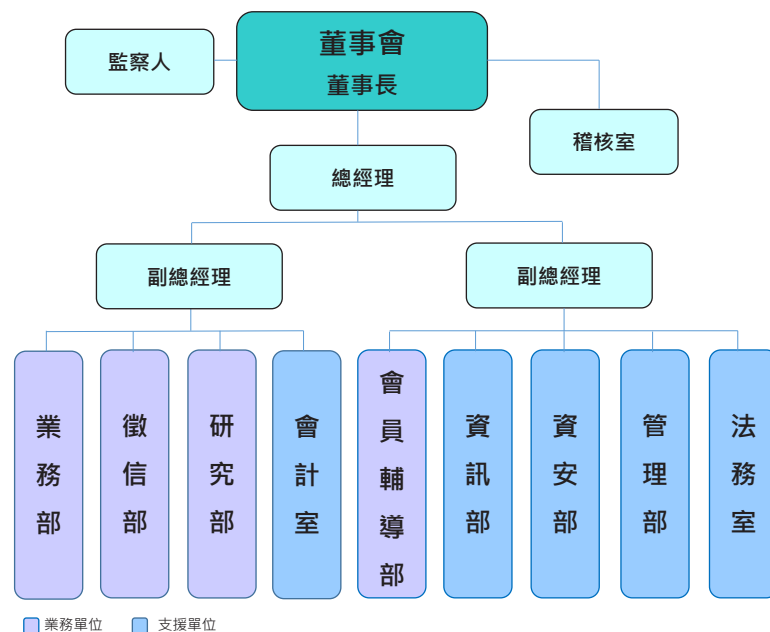 董事會
董事長
監察人
稽核室
總經理
副總經理
副總經理
業務部
徵信部
研究部
會計室
會員輔導部
資訊部
資安部
管理部
法務室
業務單位
支援單位